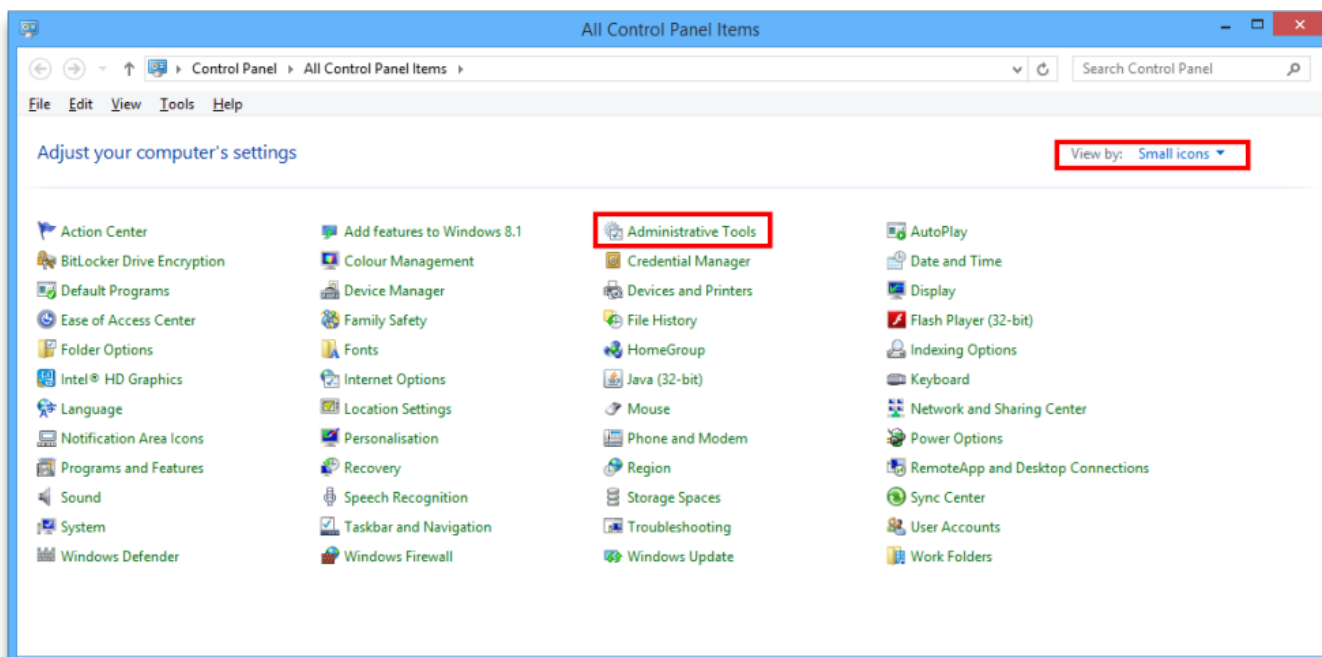 All Control Panel Items
Control Panel All Control Panel Items Search Control Panel
File Edit View Tools Help
Adjust your computer's settings View by: Small icons
Action Center Add features to Windows 8.1 Administrative Tools AutoPlay
BitLocker Drive Encryption Colour Management Credential Manager Date and Time
Default Programs Device Manager Devices and Printers Display
Ease of Access Center Family Safety File History Flash Player (32-bit)
Folder Options Fonts HomeGroup Indexing Options
Intel® HD Graphics Internet Options Java (32-bit) Keyboard
Language Location Settings Mouse Network and Sharing Center
Notification Area Icons Personalisation Phone and Modem Power Options
Programs and Features Recovery Region RemoteApp and Desktop Connections
Sound Speech Recognition Storage Spaces Sync Center
System Taskbar and Navigation Troubleshooting User Accounts
Windows Defender Windows Firewall Windows Update Work Folders